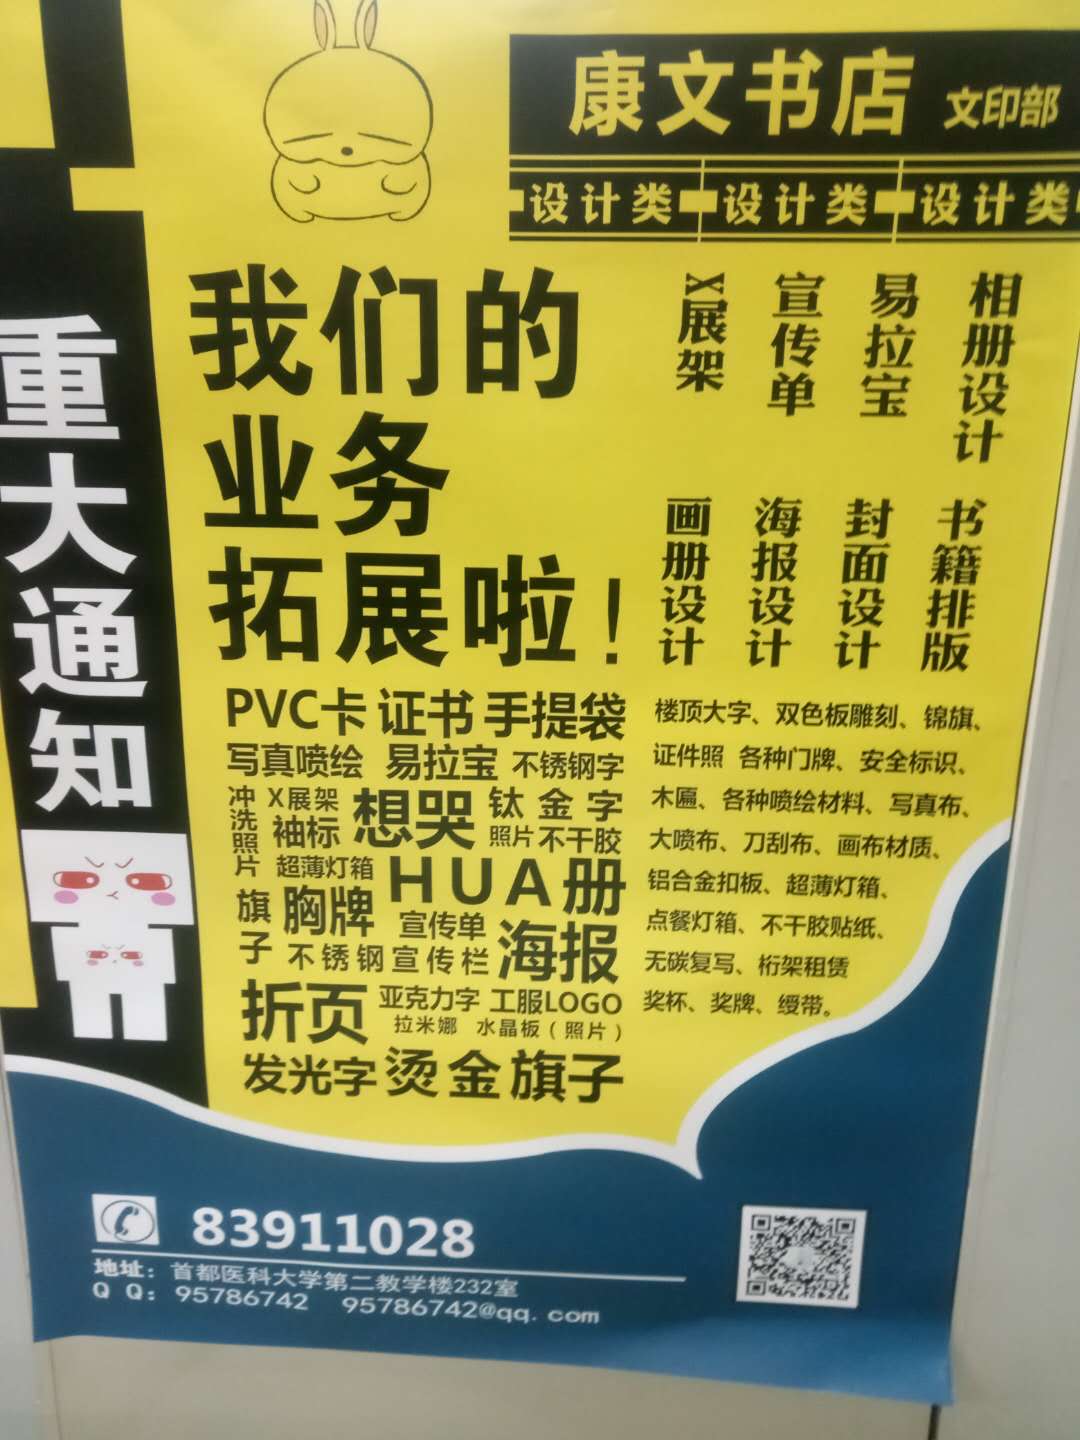 康文书店 文印部
设计类 设计类 设计类
重大通知
我们的
业务
拓展啦！
X展架
宣传单
易拉宝
相册设计
画册设计
海报设计
封面设计
书籍排版
PVC卡 证书 手提袋
写真喷绘 易拉宝 不锈钢字
冲洗照片
X展架
袖标
想哭
钛金字
照片不干胶
超薄灯箱
HUA册
旗子
胸牌
宣传单
海报
不锈钢宣传栏
折页
亚克力字 工服LOGO
拉米娜 水晶板（照片）
发光字 烫金旗子
楼顶大字、双色板雕刻、锦旗、
证件照 各种门牌、安全标识、
木匾、各种喷绘材料、写真布、
大喷布、刀刮布、画布材质、
铝合金扣板、超薄灯箱、
点餐灯箱、不干胶贴纸、
无碳复写、桁架租赁
奖杯、奖牌、绶带。
83911028
地址：首都医科大学第二教学楼232室
QQ：95786742 95786742@qq.com